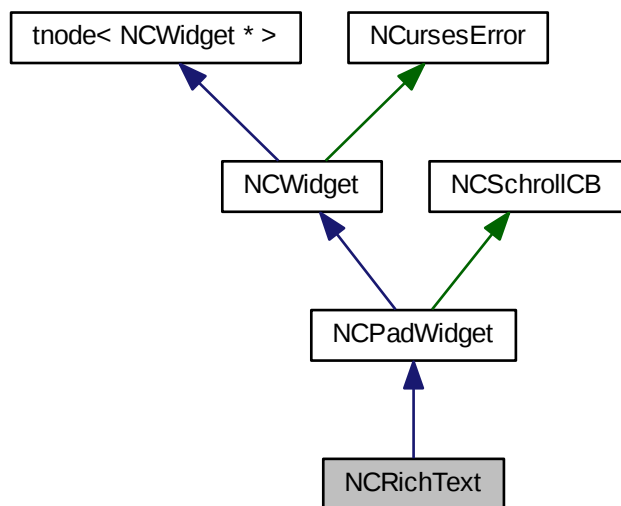 tnode< NCWidget * >
NCursesError
NCWidget
NCSchrollCB
NCPadWidget
NCRichText